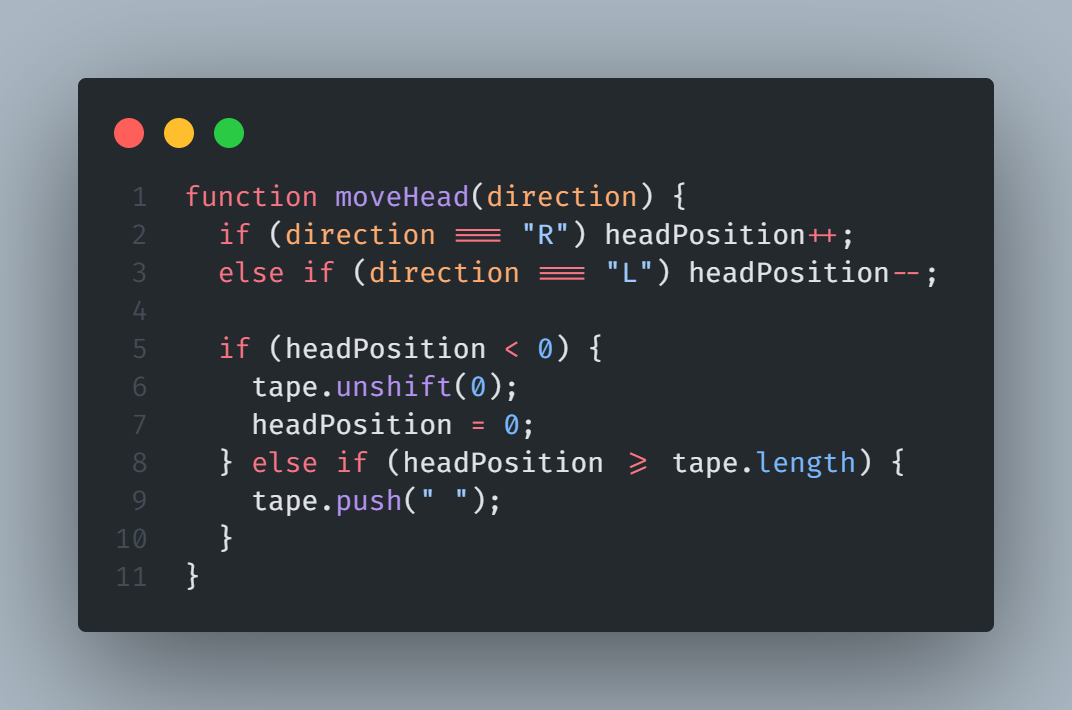 1 function moveHead(direction) {
2   if (direction === "R") headPosition++;
3   else if (direction === "L") headPosition--;
4
5   if (headPosition < 0) {
6     tape.unshift(0);
7     headPosition = 0;
8   } else if (headPosition >= tape.length) {
9     tape.push(" ");
10   }
11 }